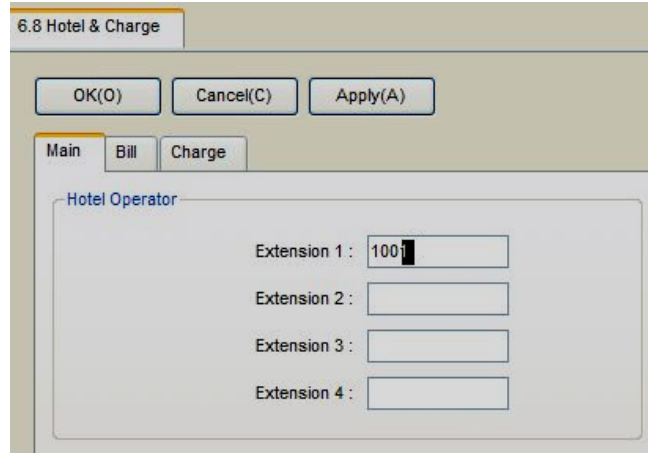 6.8 Hotel & Charge
OK(O) Cancel(C) Apply(A)
Main Bill Charge
Hotel Operator
Extension 1 : 1001
Extension 2 :
Extension 3 :
Extension 4 :